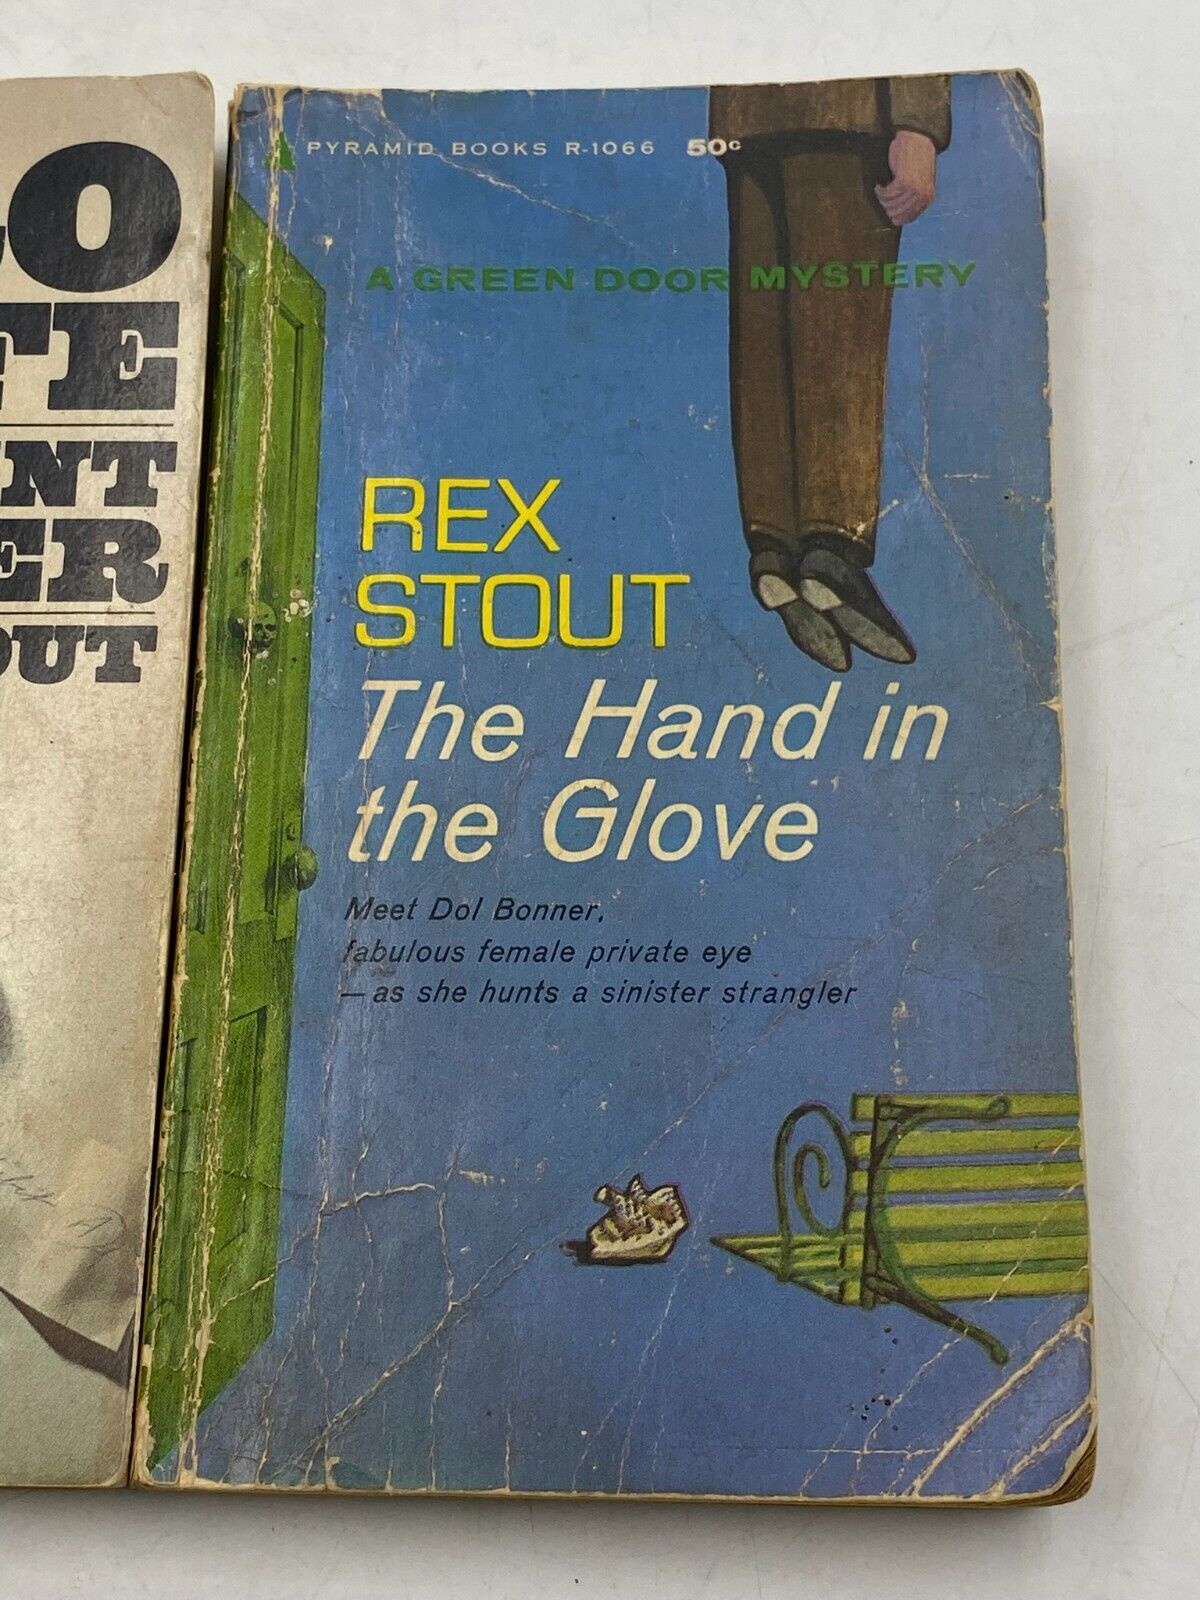 PYRAMID BOOKS R-1066 50c
A GREEN DOOR MYSTERY
REX
STOUT
The Hand in
the Glove
Meet Dol Bonner,
fabulous female private eye
—as she hunts a sinister strangler